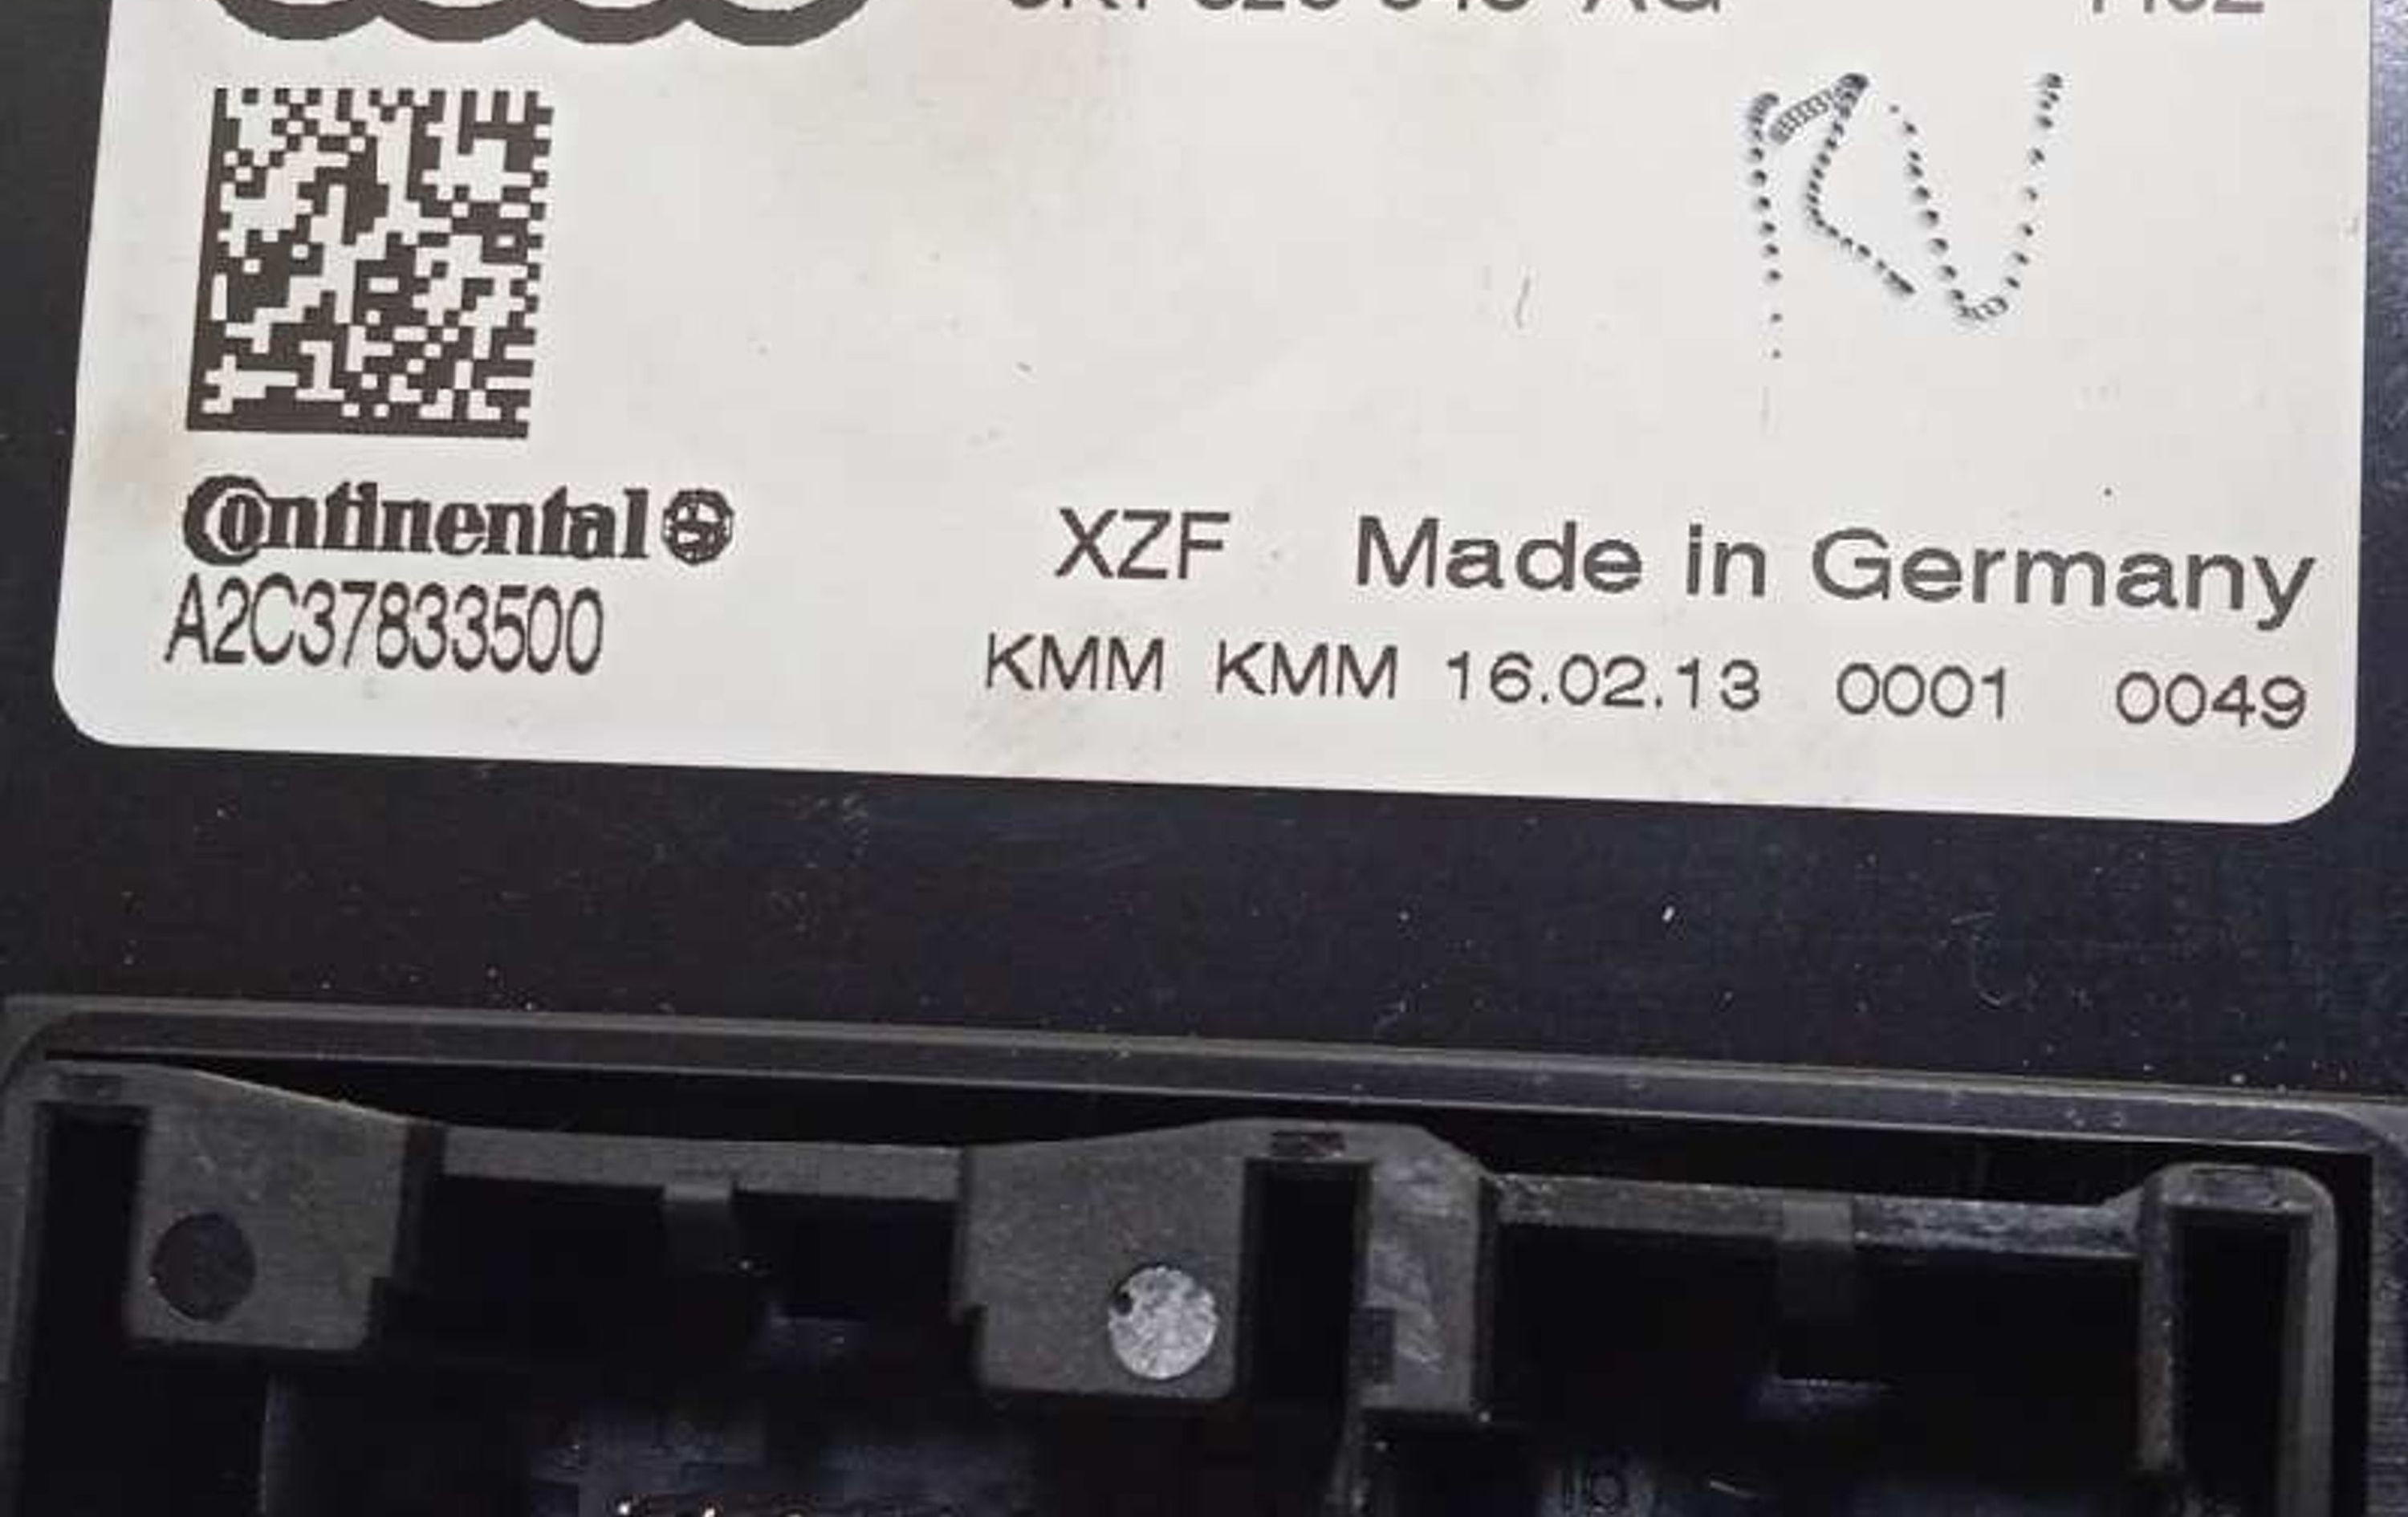 Continental
A2C37833500
XZF Made in Germany
KMM KMM 16.02.13 0001 0049